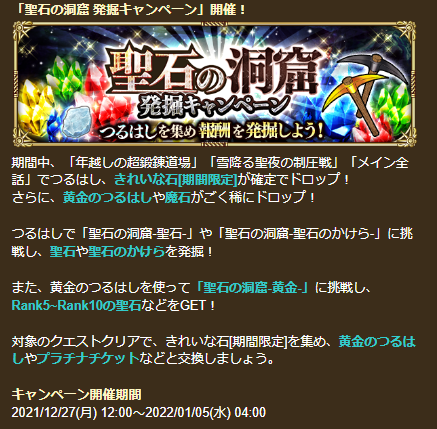 「聖石の洞窟 発掘キャンペーン」開催！
聖石の洞窟
発掘キャンペーン
つるはしを集め 報酬を発掘しよう！
期間中、「年越しの超鍛錬道場」「雪降る聖夜の制圧戦」「メイン全
話」でつるはし、きれいな石[期間限定]が確定でドロップ！
さらに、黄金のつるはしや魔石がごく稀にドロップ！
つるはしで「聖石の洞窟-聖石-」や「聖石の洞窟-聖石のかけら-」に挑
戦し、聖石や聖石のかけらを発掘！
また、黄金のつるはしを使って「聖石の洞窟-黄金-」に挑戦し、
Rank5~Rank10の聖石などをGET！
対象のクエストクリアで、きれいな石[期間限定]を集め、黄金のつるは
しやプラチナチケットなどと交換しましょう。
キャンペーン開催期間
2021/12/27(月) 12:00～2022/01/05(水) 04:00